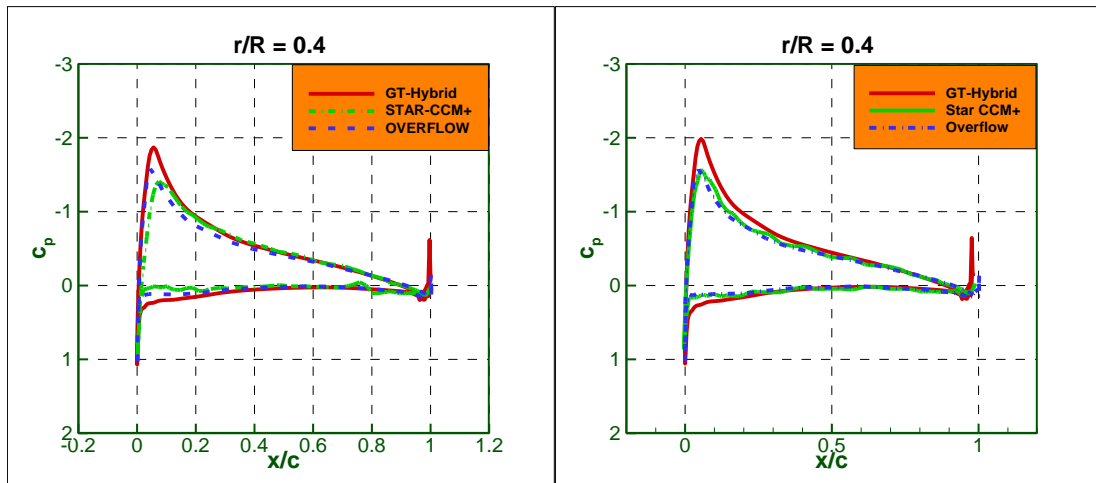 r/R = 0.4
-3
GT-Hybrid
STAR-CCM+
OVERFLOW
-2
-1
cp
0
1
2
-0.2 0 0.2 0.4 0.6 0.8 1 1.2
x/c
r/R = 0.4
-3
GT-Hybrid
Star CCM+
Overflow
-2
-1
cp
0
1
2
0 0.5 1
x/c